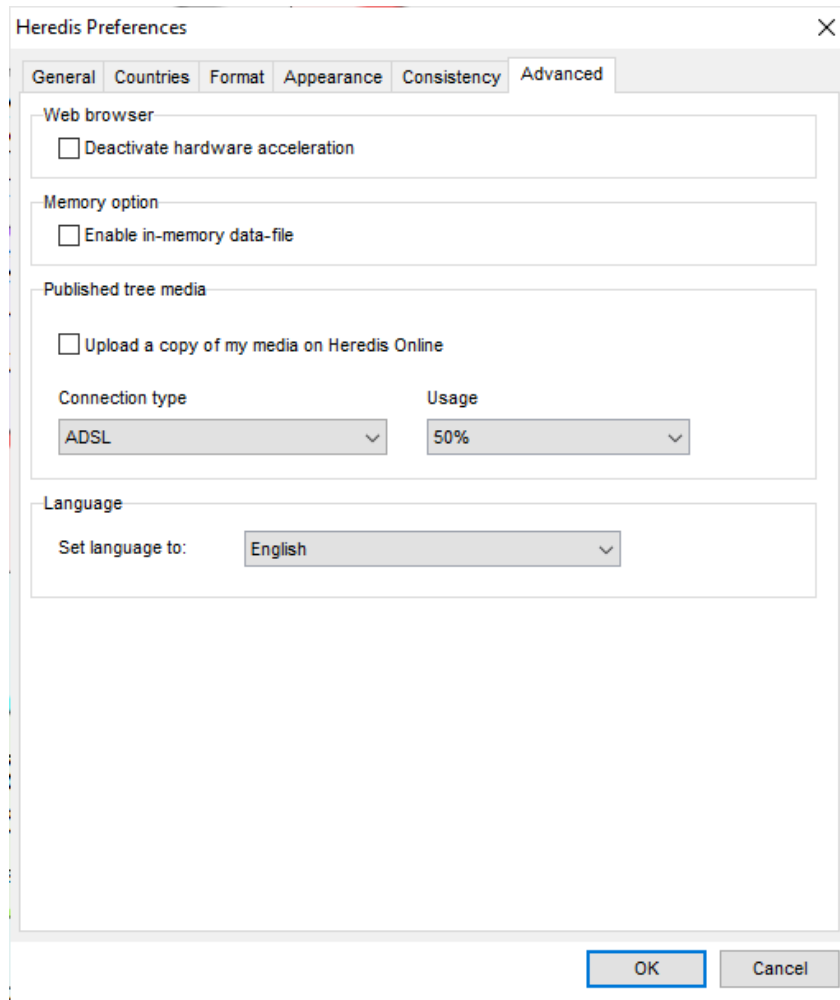 Heredis Preferences
General Countries Format Appearance Consistency Advanced
Web browser
Deactivate hardware acceleration
Memory option
Enable in-memory data-file
Published tree media
Upload a copy of my media on Heredis Online
Connection type Usage
ADSL 50%
Language
Set language to: English
OK Cancel